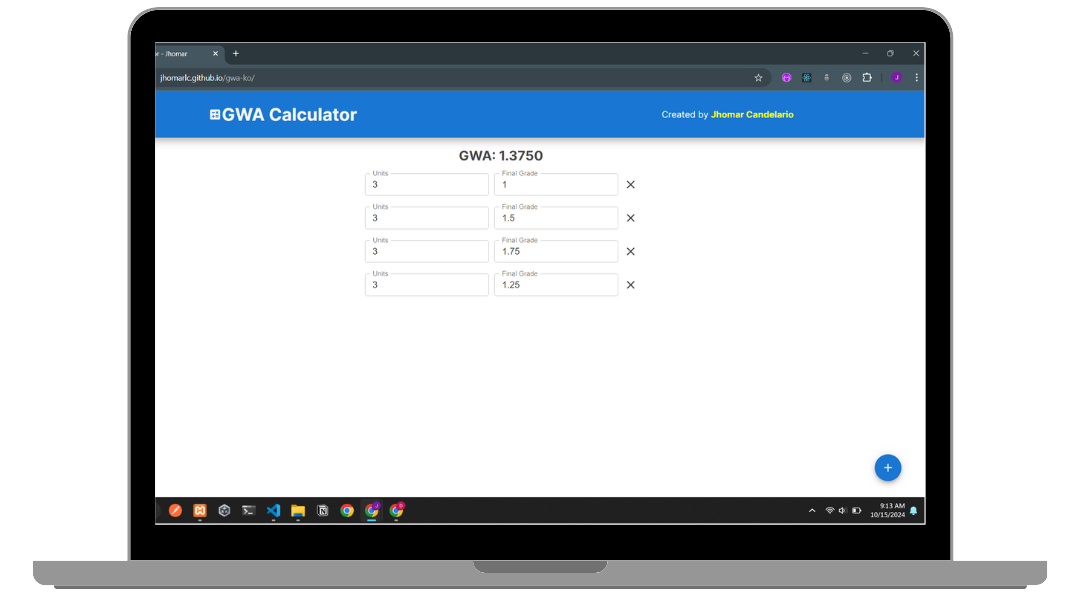 r - Jhomar
jhomarlc.github.io/gwa-ko/
J
GWA Calculator
Created by Jhomar Candelario
GWA: 1.3750
Units
3
Final Grade
1
Units
3
Final Grade
1.5
Units
3
Final Grade
1.75
Units
3
Final Grade
1.25
9:13 AM
10/15/2024